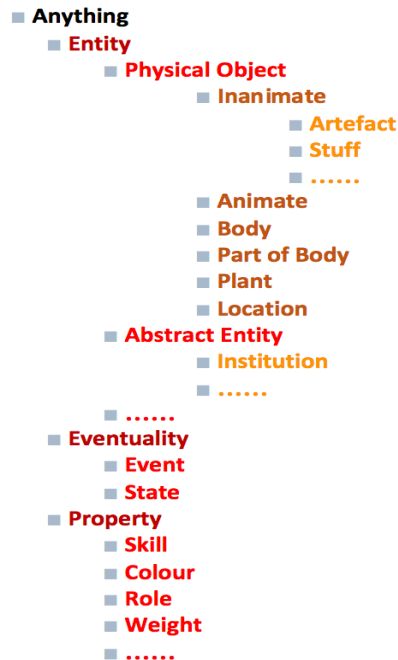 Anything
Entity
Physical Object
Inanimate
Artefact
Stuff
......
Animate
Body
Part of Body
Plant
Location
Abstract Entity
Institution
......
......
Eventuality
Event
State
Property
Skill
Colour
Role
Weight
......